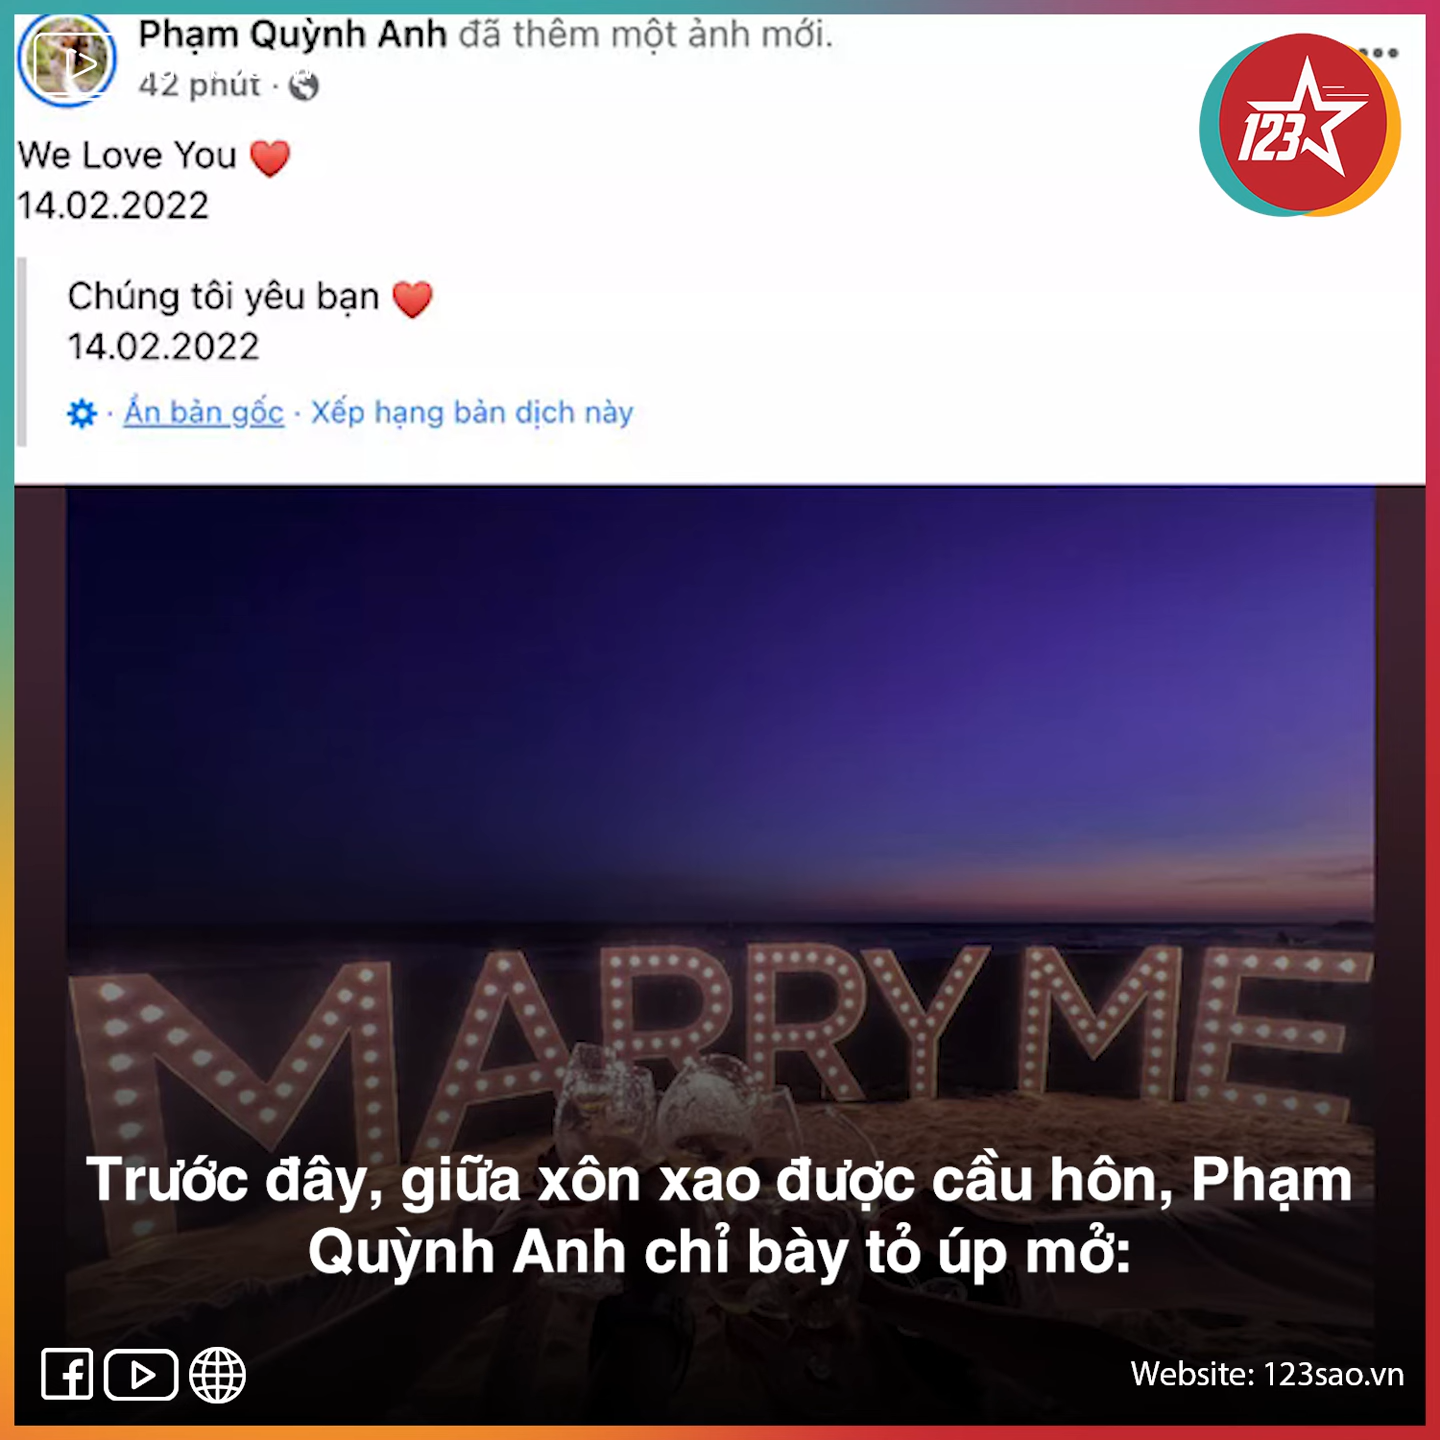 Phạm Quỳnh Anh đã thêm một ảnh mới.
42 phút ·
We Love You ❤️
14.02.2022
Chúng tôi yêu bạn ❤️
14.02.2022
· Ẩn bản gốc · Xếp hạng bản dịch này
123
MARRY ME
Trước đây, giữa xôn xao được cầu hôn, Phạm
Quỳnh Anh chỉ bày tỏ úp mở:
Website: 123sao.vn